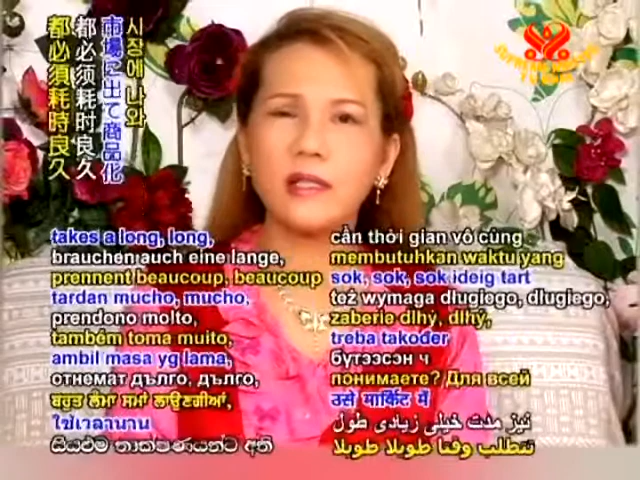 시장에 나와
市場に出て商品化
都必须耗时良久
都必須耗時良久
takes a long, long,
brauchen auch eine lange,
prennent beaucoup, beaucoup
tardan mucho, mucho,
prendono molto,
também toma muito,
ambil masa yg lama,
отнемат дълго, дълго,
ਬਹੁਤ ਲੰਮਾ ਸਮਾਂ ਲਾਉਣਗੀਆਂ,
ใช้เวลานาน
cần thời gian vô cùng
membutuhkan waktu yang
sok, sok, sok ideig tart
też wymaga długiego, długiego,
zaberie dlhý, dlhý,
treba također
бүтээсэн ч
понимаете? Для всей
उसे मार्किट में
نیز مدت خیلی زیادی طول
تتطلب وقتا طويلا طويلا